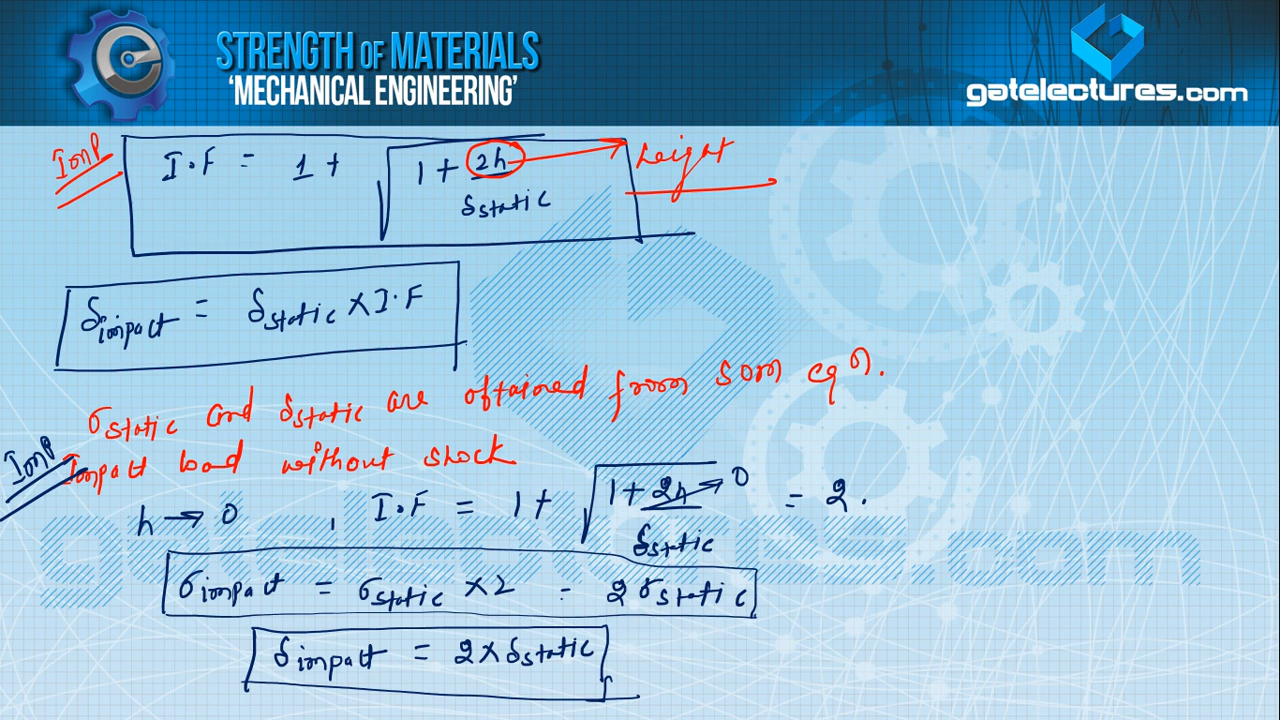 STRENGTH OF MATERIALS
'MECHANICAL ENGINEERING'
gatelectures.com
Imp
I.F = 1 + √(1 + 2h/δstatic)
height
δimpact = δstatic × I.F
σstatic and δstatic are obtained from som eqn.
Imp
Impact load without shock
h → 0 , I.F = 1 + √(1 + 2h/δstatic) → 0 = 2.
σimpact = σstatic × 2 = 2σstatic
δimpact = 2 × δstatic
gatelectures.com